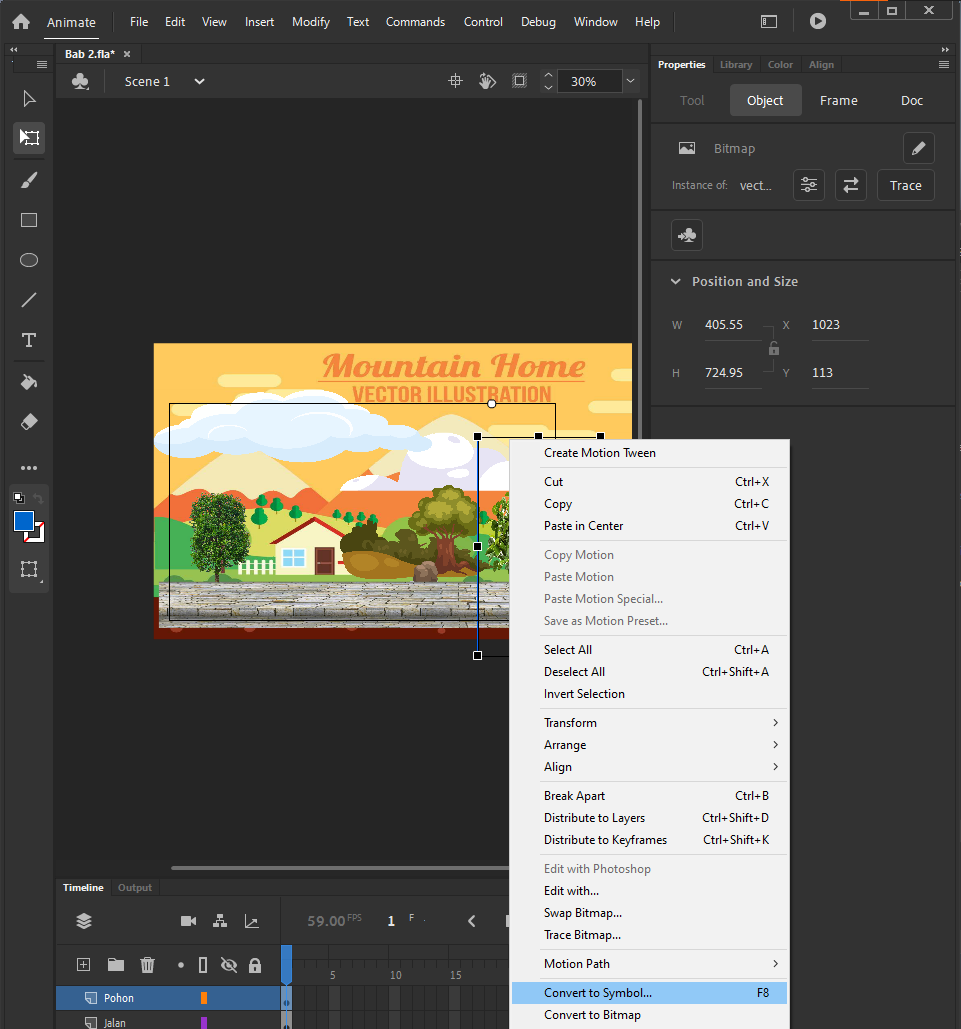 Animate File Edit View Insert Modify Text Commands Control Debug Window Help
Bab 2.fla*
Scene 1 30%
Properties Library Color Align
Tool Object Frame Doc
Bitmap
Instance of: vect... Trace
Position and Size
W 405.55 X 1023
H 724.95 Y 113
Mountain Home
VECTOR ILLUSTRATION
Create Motion Tween
Cut Ctrl+X
Copy Ctrl+C
Paste in Center Ctrl+V
Copy Motion
Paste Motion
Paste Motion Special...
Save as Motion Preset...
Select All Ctrl+A
Deselect All Ctrl+Shift+A
Invert Selection
Transform
Arrange
Align
Break Apart Ctrl+B
Distribute to Layers Ctrl+Shift+D
Distribute to Keyframes Ctrl+Shift+K
Edit with Photoshop
Edit with...
Swap Bitmap...
Trace Bitmap...
Motion Path
Convert to Symbol... F8
Convert to Bitmap
Timeline Output
59.00 FPS 1 F
5 10 15
Pohon
Jalan